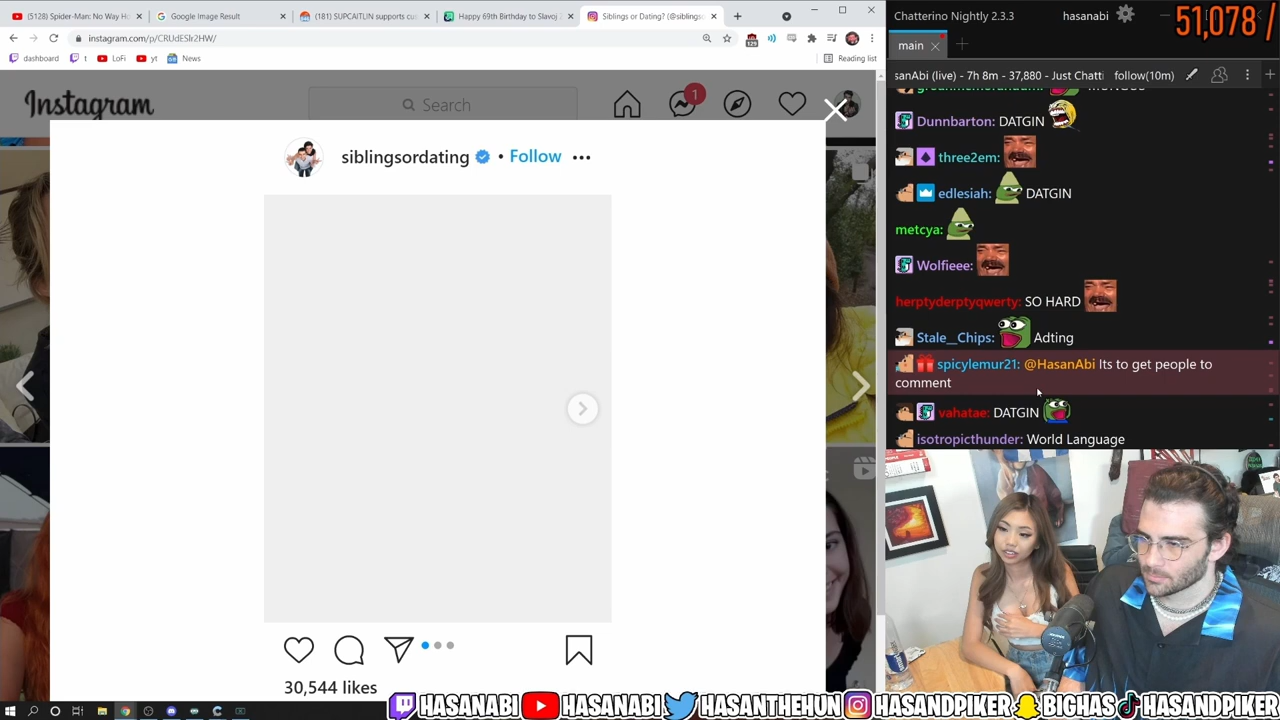 (5128) Spider-Man: No Way Ho
Google Image Result
(181) SUPCAITLIN supports cu
Happy 69th Birthday to Slavoj Ž
Siblings or Dating? (@siblingso
instagram.com/p/CRUdESlr2HW/
dashboard
t
LoFi
yt
News
Reading list
Instagram
Search
1
siblingsordating • Follow
30,544 likes
Chatterino Nightly 2.3.3
hasanabi
51,078 /
main
sanAbi (live) - 7h 8m - 37,880 - Just Chatti
follow(10m)
Dunnbarton: DATGIN
three2em:
edlesiah: DATGIN
metcya:
Wolfieee:
herptyderptyqwerty: SO HARD
Stale__Chips: Adting
spicylemur21: @HasanAbi Its to get people to
comment
vahatae: DATGIN
isotropicthunder: World Language
HASANABI HASANABI HASANTHEHUN HASANDPIKER BIGHAS HASANDPIKER